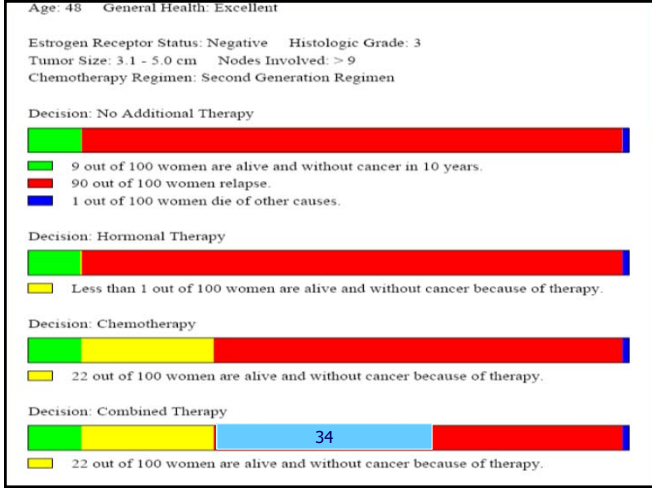 Age: 48 General Health: Excellent
Estrogen Receptor Status: Negative Histologic Grade: 3
Tumor Size: 3.1 - 5.0 cm Nodes Involved: > 9
Chemotherapy Regimen: Second Generation Regimen
Decision: No Additional Therapy
9 out of 100 women are alive and without cancer in 10 years.
90 out of 100 women relapse.
1 out of 100 women die of other causes.
Decision: Hormonal Therapy
Less than 1 out of 100 women are alive and without cancer because of therapy.
Decision: Chemotherapy
22 out of 100 women are alive and without cancer because of therapy.
Decision: Combined Therapy
34
22 out of 100 women are alive and without cancer because of therapy.